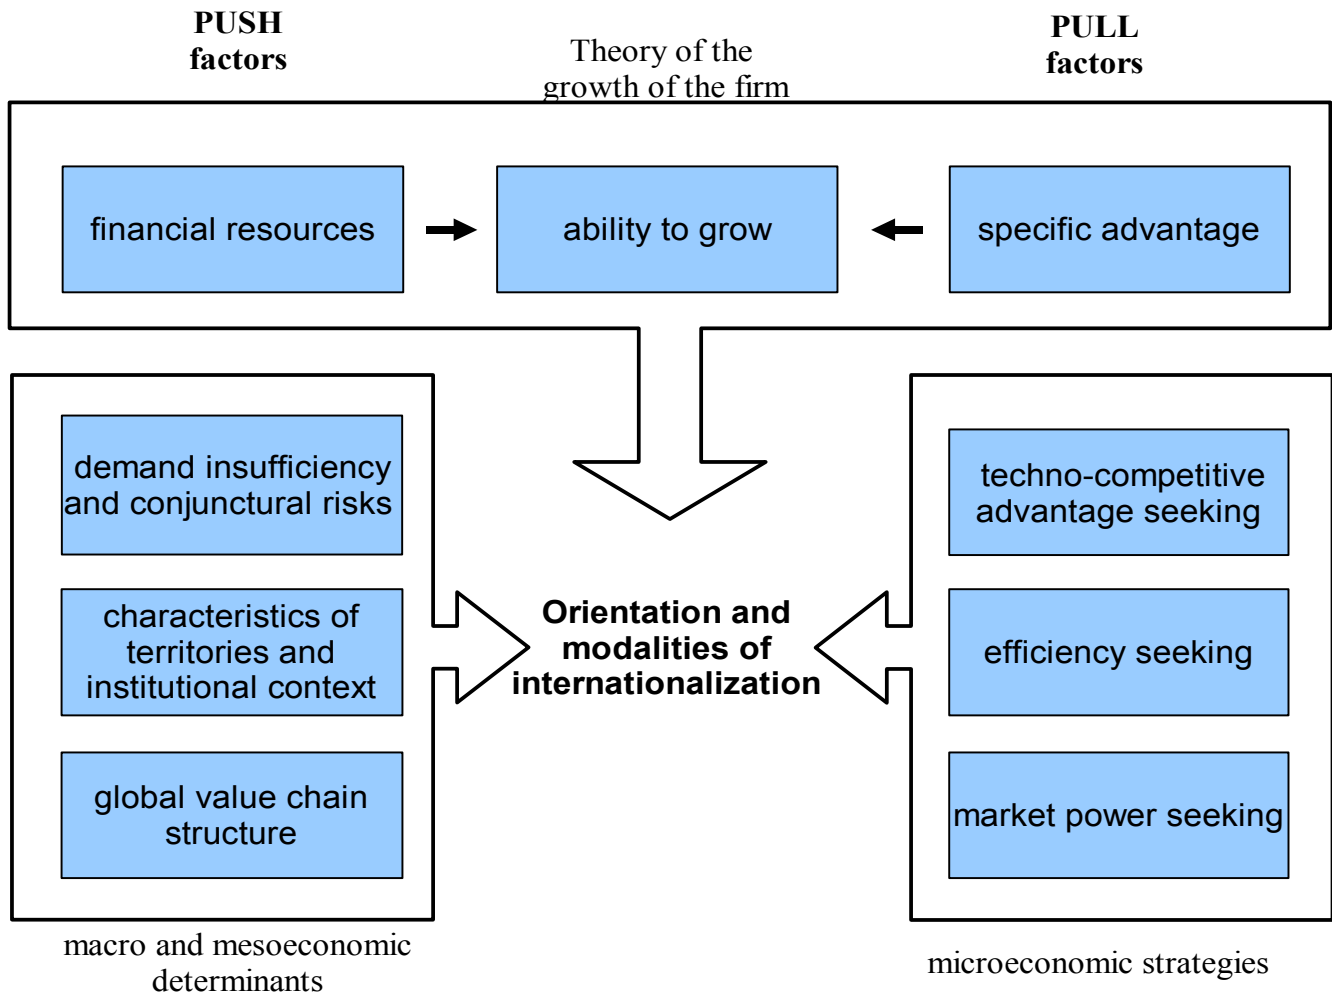 PUSH
factors
Theory of the
growth of the firm
PULL
factors
financial resources
ability to grow
specific advantage
demand insufficiency
and conjunctural risks
characteristics of
territories and
institutional context
global value chain
structure
Orientation and
modalities of
internationalization
techno-competitive
advantage seeking
efficiency seeking
market power seeking
macro and mesoeconomic
determinants
microeconomic strategies